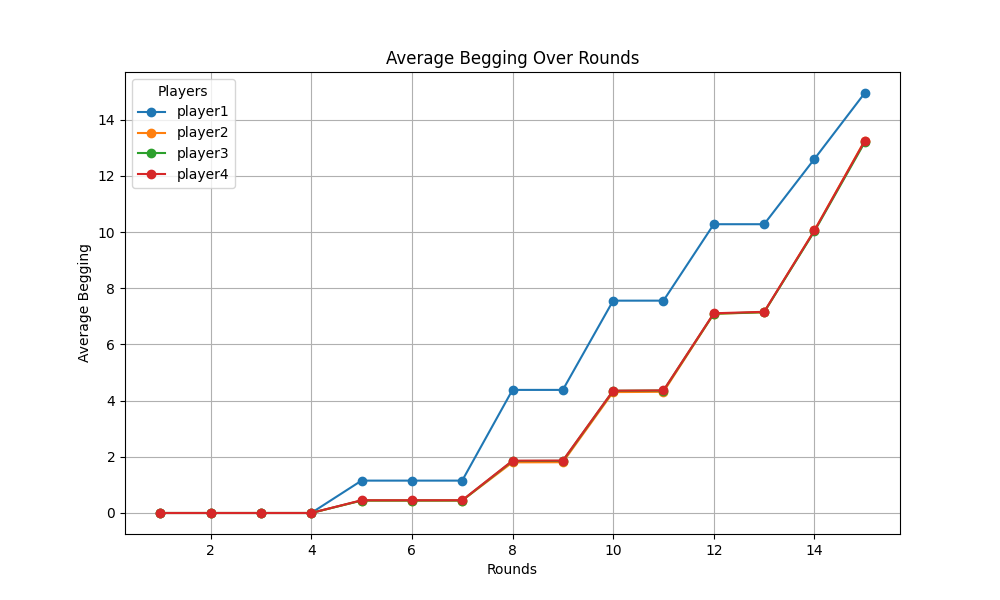 Average Begging Over Rounds
Players
player1
player2
player3
player4
14
12
10
8
6
4
2
0
Average Begging
2 4 6 8 10 12 14
Rounds